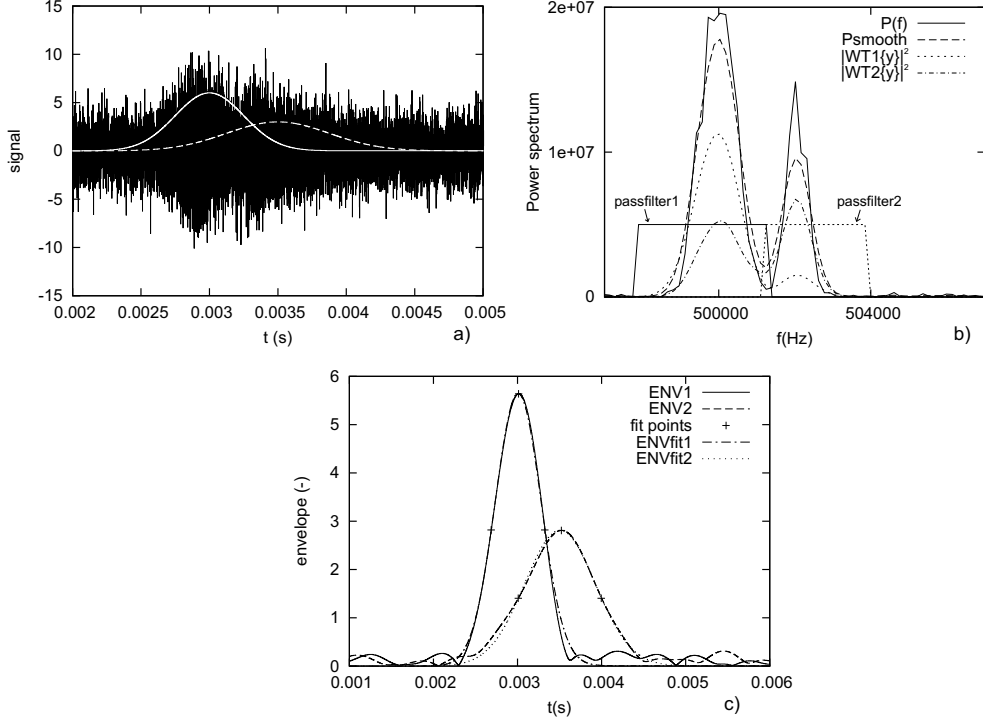 15
10
5
0
-5
-10
-15
signal
0.002 0.0025 0.003 0.0035 0.004 0.0045 0.005
t (s)
a)
2e+07
1e+07
0
Power spectrum
P(f)
Psmooth
|WT1{y}|²
|WT2{y}|²
passfilter1
passfilter2
500000 504000
f(Hz)
b)
6
5
4
3
2
1
0
envelope (-)
ENV1
ENV2
fit points
ENVfit1
ENVfit2
0.001 0.002 0.003 0.004 0.005 0.006
t(s)
c)